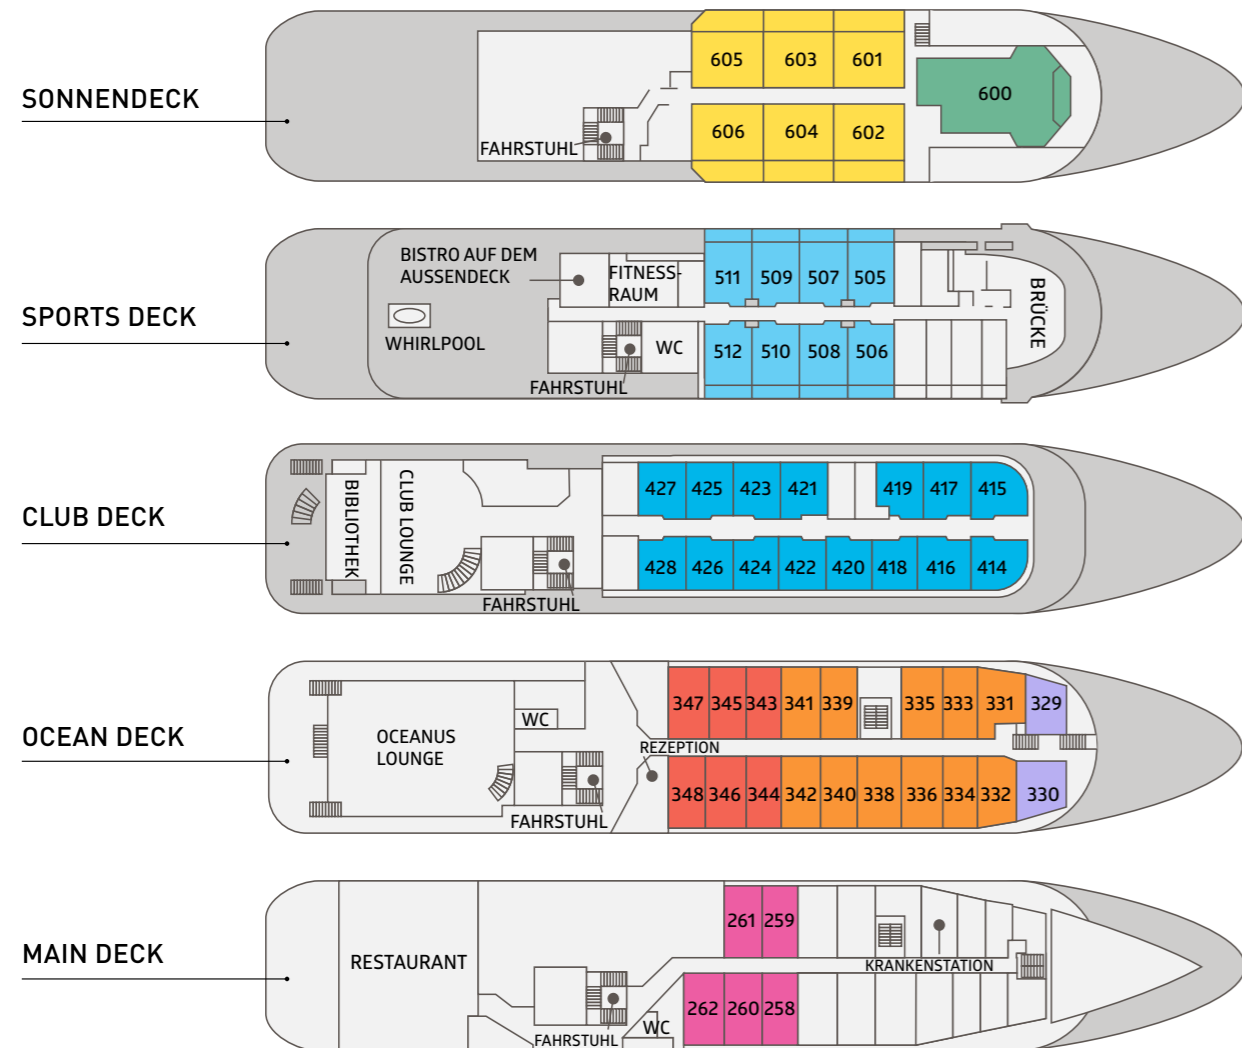 SONNENDECK
605 603 601
600
606 604 602
FAHRSTUHL
SPORTS DECK
BISTRO AUF DEM
AUSSENDECK
FITNESS-
RAUM
511 509 507 505
BRÜCKE
WHIRLPOOL
WC
512 510 508 506
FAHRSTUHL
CLUB DECK
BIBLIOTHEK
CLUB LOUNGE
427 425 423 421 419 417 415
428 426 424 422 420 418 416 414
FAHRSTUHL
OCEAN DECK
OCEANUS
LOUNGE
WC
347 345 343 341 339 335 333 331 329
REZEPTION
348 346 344 342 340 338 336 334 332 330
FAHRSTUHL
MAIN DECK
RESTAURANT
261 259
KRANKENSTATION
262 260 258
WC
FAHRSTUHL